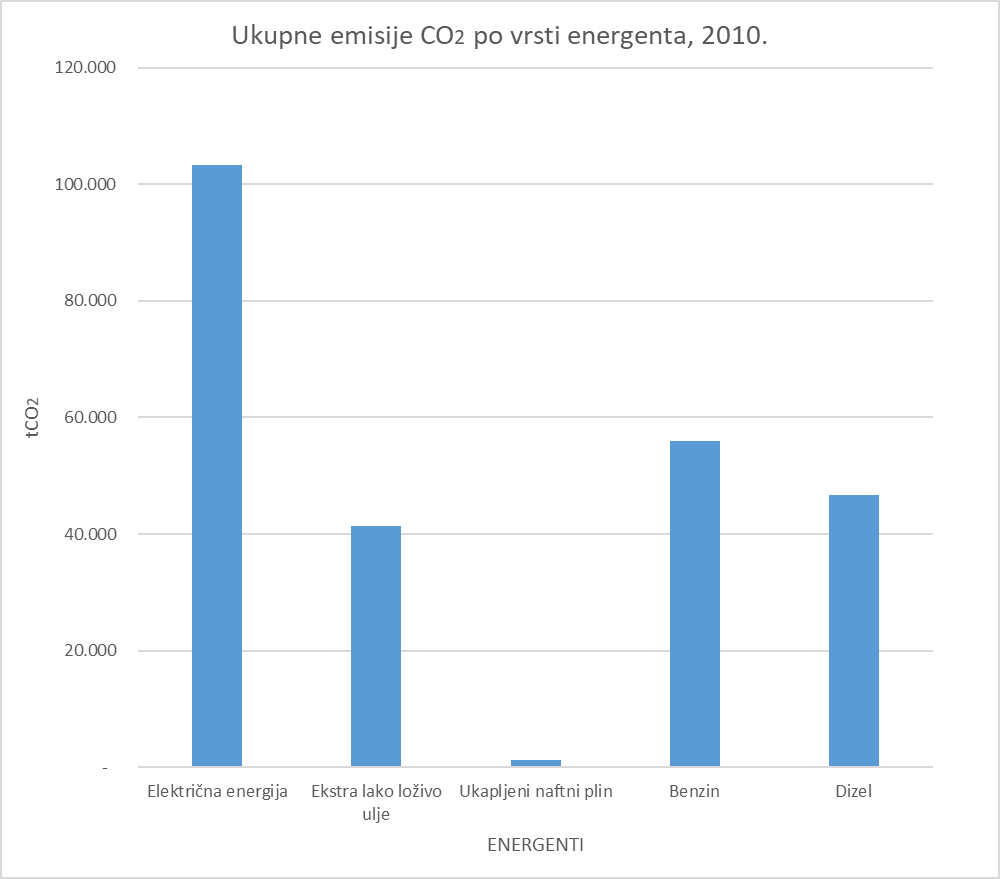 Ukupne emisije CO2 po vrsti energenta, 2010.
120.000
100.000
80.000
60.000
40.000
20.000
-
tCO2
Električna energija
Ekstra lako loživo
ulje
Ukapljeni naftni plin
Benzin
Dizel
ENERGENTI